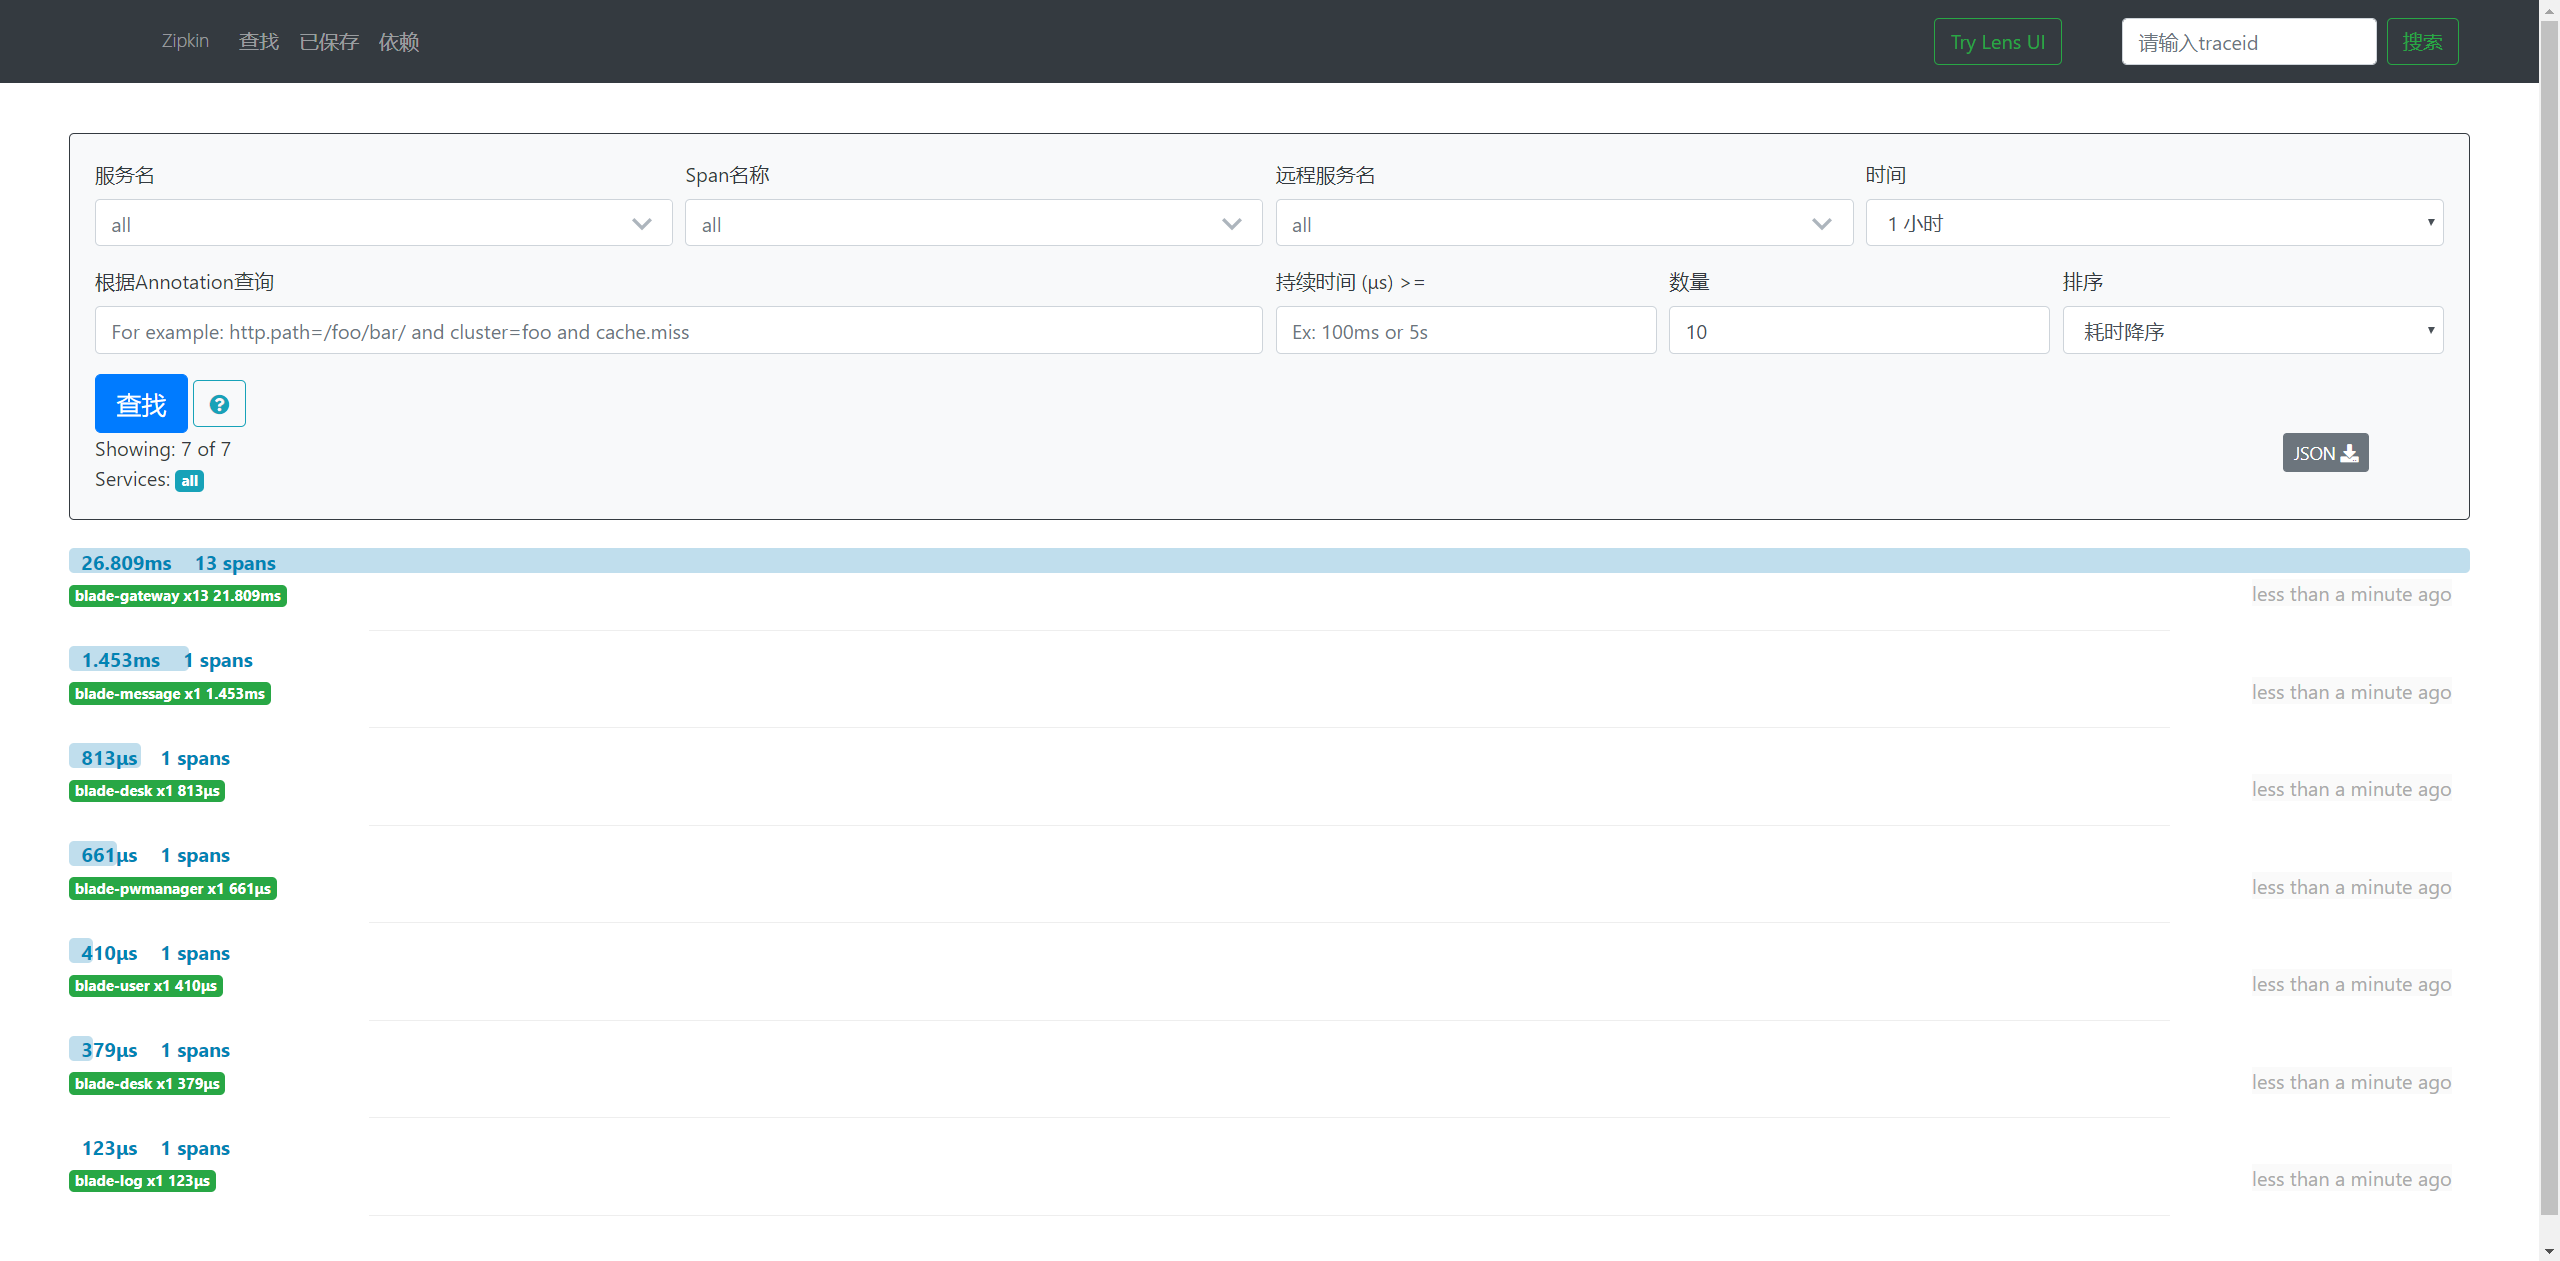 Zipkin 查找 已保存 依赖 Try Lens UI 请输入traceid 搜索
服务名 Span名称 远程服务名 时间
all all all 1 小时
根据Annotation查询 持续时间 (μs) >= 数量 排序
For example: http.path=/foo/bar/ and cluster=foo and cache.miss Ex: 100ms or 5s 10 耗时降序
查找
Showing: 7 of 7 JSON
Services: all
26.809ms 13 spans
blade-gateway x13 21.809ms less than a minute ago
1.453ms 1 spans
blade-message x1 1.453ms less than a minute ago
813μs 1 spans
blade-desk x1 813μs less than a minute ago
661μs 1 spans
blade-pwmanager x1 661μs less than a minute ago
410μs 1 spans
blade-user x1 410μs less than a minute ago
379μs 1 spans
blade-desk x1 379μs less than a minute ago
123μs 1 spans
blade-log x1 123μs less than a minute ago